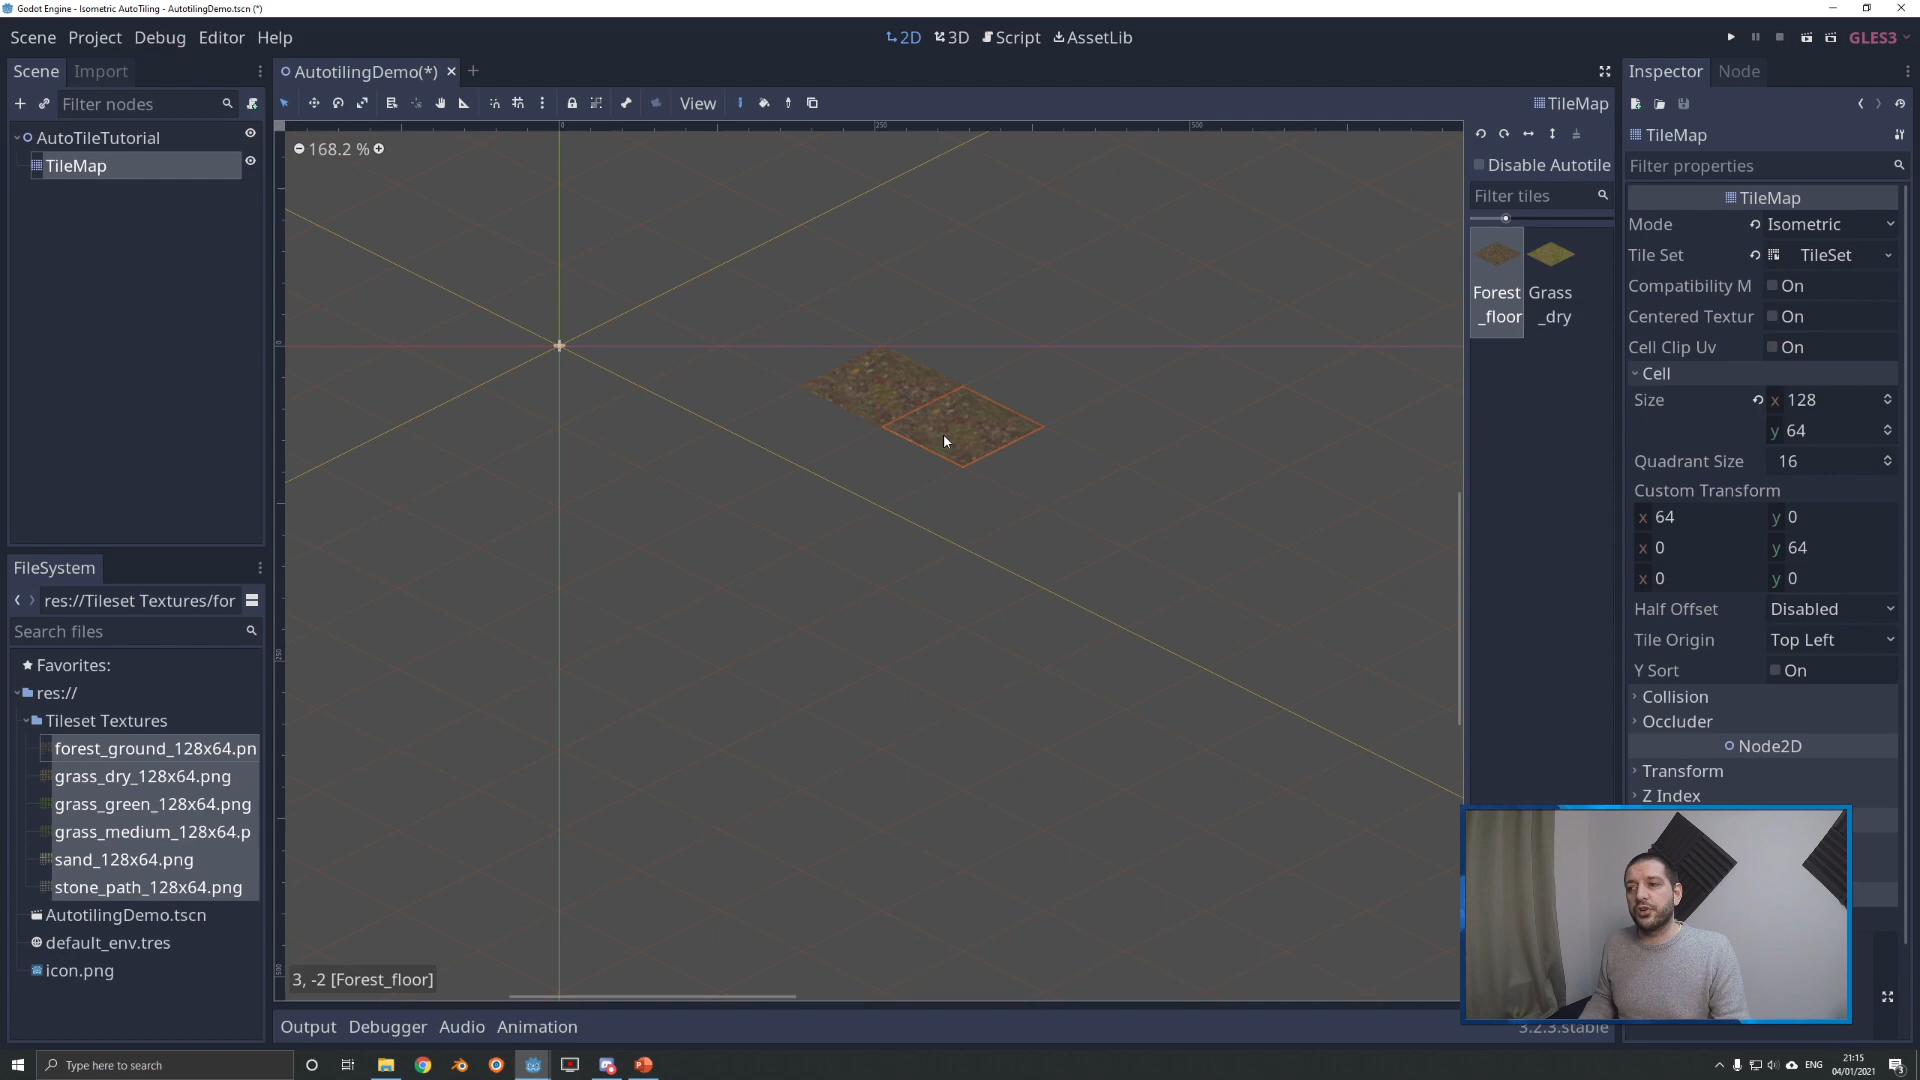 Godot Engine - Isometric AutoTiling - AutotilingDemo.tscn (*)
Scene Project Debug Editor Help
2D 3D Script AssetLib
GLES3
Scene Import
AutotilingDemo(*)
Inspector Node
Filter nodes
View
TileMap
AutoTileTutorial
TileMap
168.2 %
0 250 500
Disable Autotile
Filter tiles
Forest_floor
Grass_dry
TileMap
Filter properties
TileMap
Mode Isometric
Tile Set TileSet
Compatibility M On
Centered Textur On
Cell Clip Uv On
Cell
Size x 128
y 64
Quadrant Size 16
Custom Transform
x 64 y 0
x 0 y 64
x 0 y 0
Half Offset Disabled
Tile Origin Top Left
Y Sort On
Collision
Occluder
Node2D
Transform
Z Index
FileSystem
res://Tileset Textures/for
Search files
Favorites:
res://
Tileset Textures
forest_ground_128x64.pn
grass_dry_128x64.png
grass_green_128x64.png
grass_medium_128x64.p
sand_128x64.png
stone_path_128x64.png
AutotilingDemo.tscn
default_env.tres
icon.png
3, -2 [Forest_floor]
Output Debugger Audio Animation
3.2.3.stable
Type here to search
ENG
21:15
04/01/2021